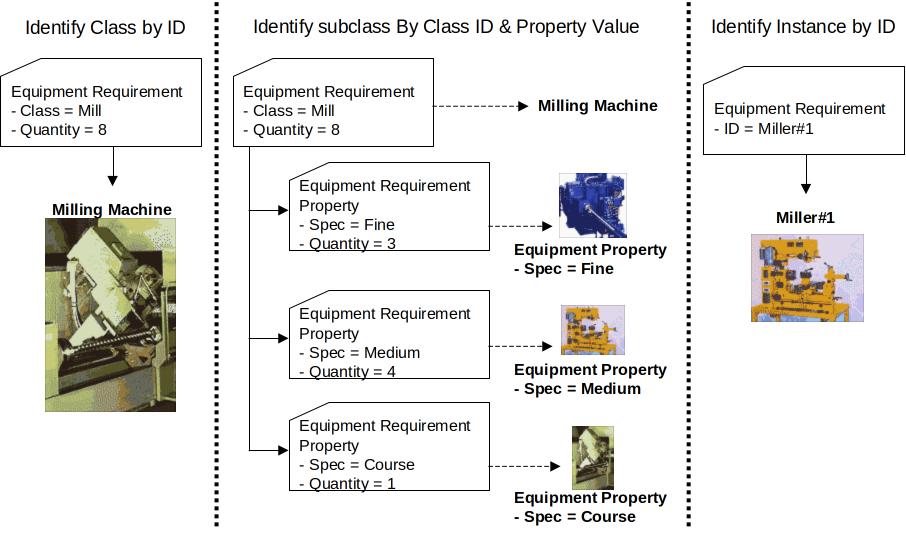 Identify Class by ID
Equipment Requirement
- Class = Mill
- Quantity = 8
Milling Machine
Identify subclass By Class ID & Property Value
Equipment Requirement
- Class = Mill
- Quantity = 8
Milling Machine
Equipment Requirement
Property
- Spec = Fine
- Quantity = 3
Equipment Property
- Spec = Fine
Equipment Requirement
Property
- Spec = Medium
- Quantity = 4
Equipment Property
- Spec = Medium
Equipment Requirement
Property
- Spec = Course
- Quantity = 1
Equipment Property
- Spec = Course
Identify Instance by ID
Equipment Requirement
- ID = Miller#1
Miller#1